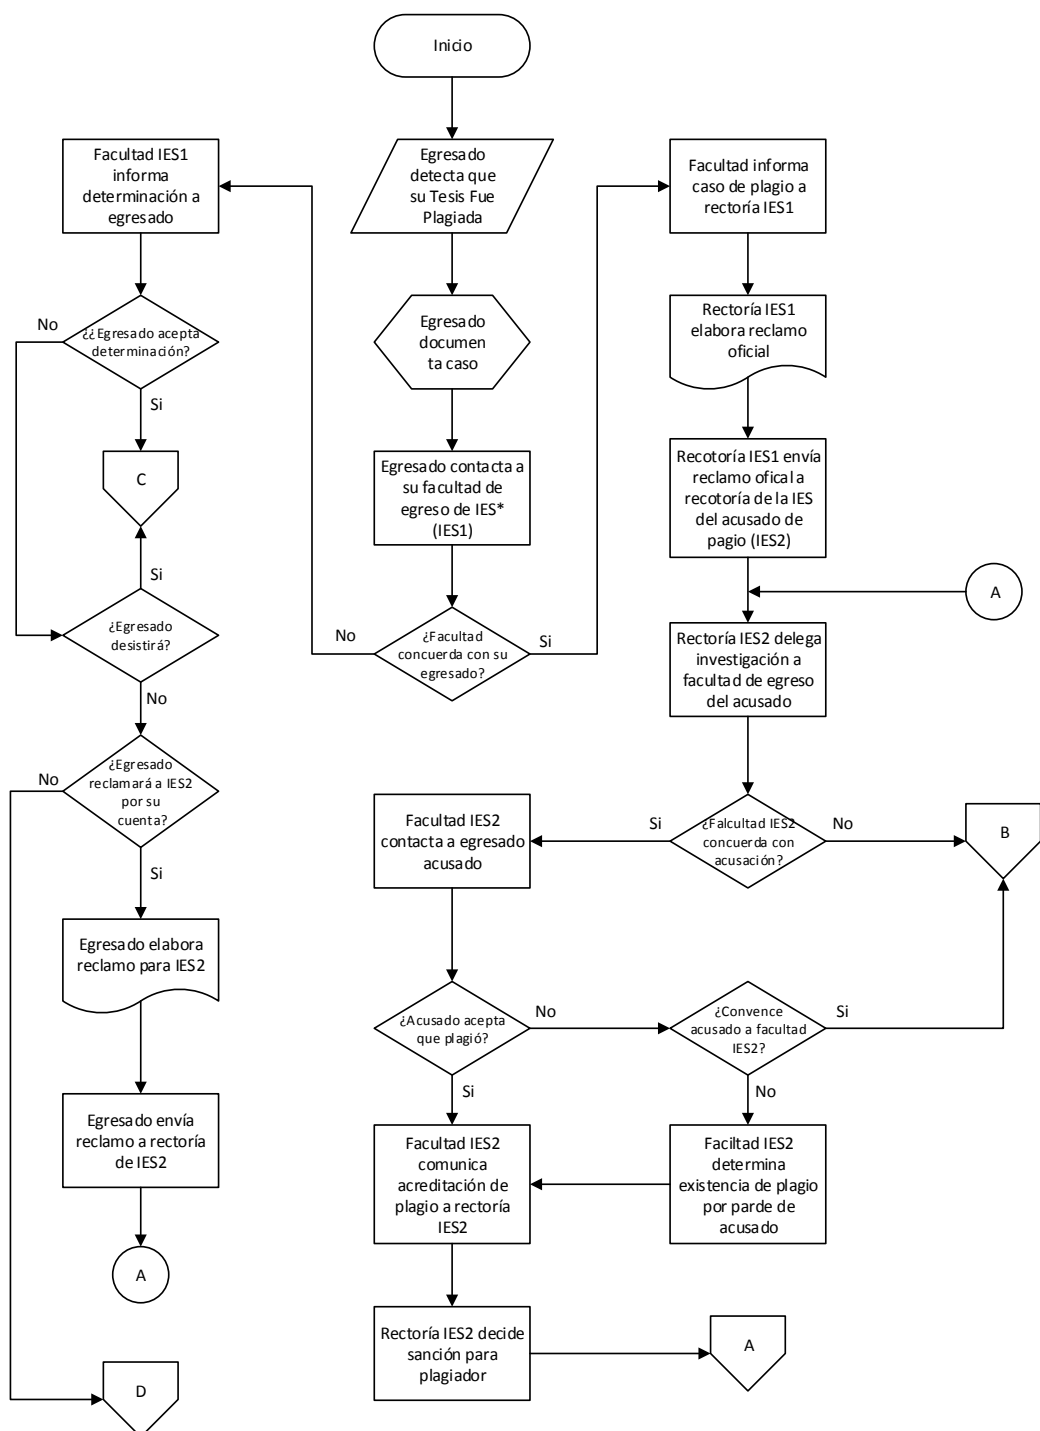 Inicio
Egresado
detecta que
su Tesis Fue
Plagiada
Egresado
documen
ta caso
Egresado contacta a
su facultad de
egreso de IES*
(IES1)
¿Facultad
concuerda con su
egresado?
No
Si
Facultad IES1
informa
determinación a
egresado
¿¿Egresado acepta
determinación?
No
Si
C
Si
¿Egresado
desistirá?
No
¿Egresado
reclamará a IES2
por su
cuenta?
No
Si
Egresado elabora
reclamo para IES2
Egresado envía
reclamo a rectoría
de IES2
A
D
Facultad informa
caso de plagio a
rectoría IES1
Rectoría IES1
elabora reclamo
oficial
Recotoría IES1 envía
reclamo ofical a
recotoría de la IES
del acusado de
pagio (IES2)
A
Rectoría IES2 delega
investigación a
facultad de egreso
del acusado
¿Falcultad IES2
concuerda con
acusación?
Si
No
B
Facultad IES2
contacta a egresado
acusado
¿Acusado acepta
que plagió?
No
Si
¿Convence
acusado a facultad
IES2?
Si
No
Faciltad IES2
determina
existencia de plagio
por parde de
acusado
Facultad IES2
comunica
acreditación de
plagio a rectoría
IES2
Rectoría IES2 decide
sanción para
plagiador
A